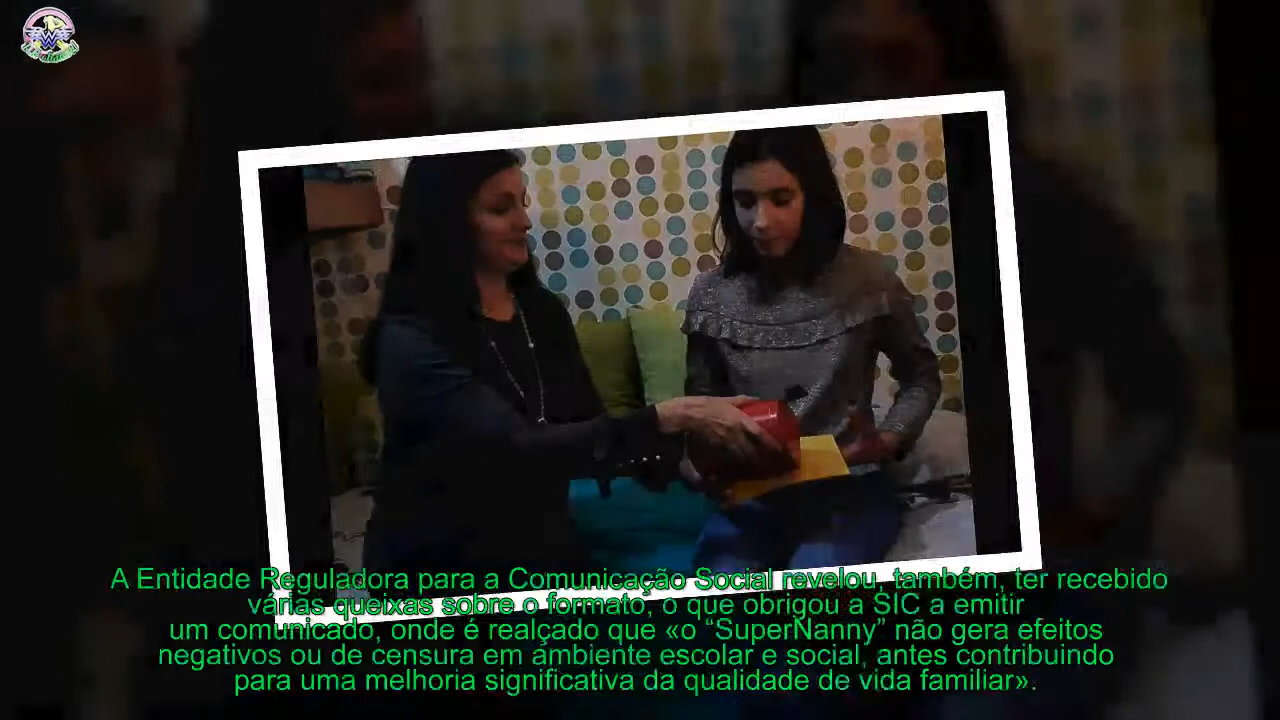 A Entidade Reguladora para a Comunicação Social revelou, também, ter recebido
várias queixas sobre o formato, o que obrigou a SIC a emitir
um comunicado, onde é realçado que «o “SuperNanny” não gera efeitos
negativos ou de censura em ambiente escolar e social, antes contribuindo
para uma melhoria significativa da qualidade de vida familiar».